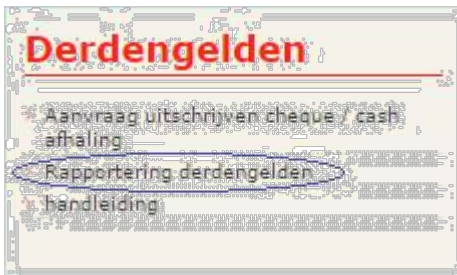 Derdengelden
Aanvraag uitschrijven cheque / cash
afhaling
Rapportering derdengelden
handleiding